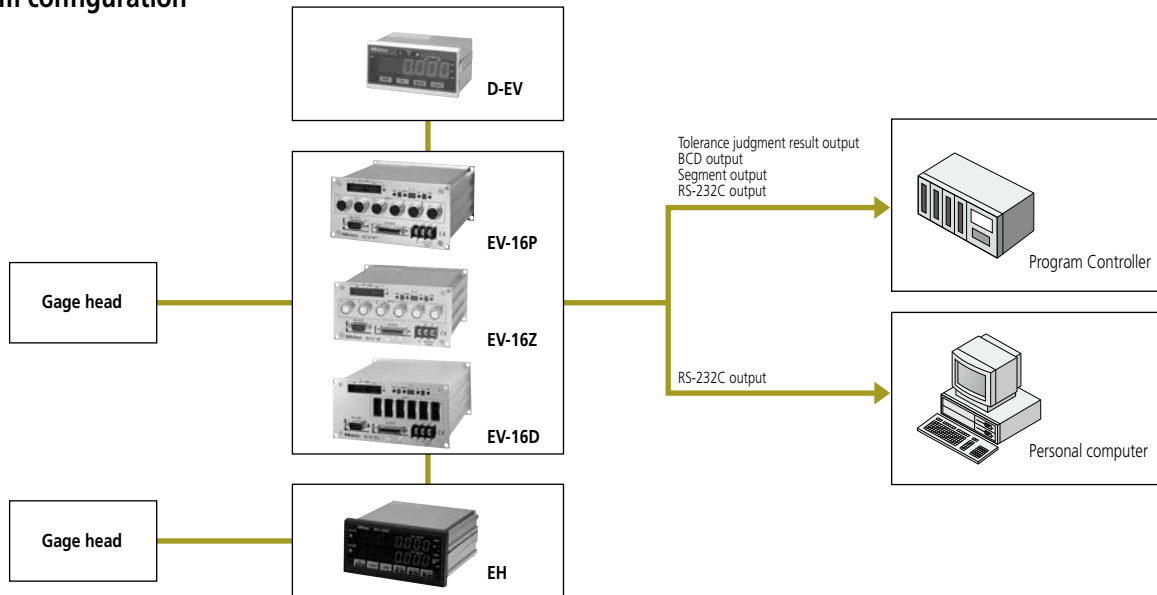 m configuration
D-EV
Tolerance judgment result output
BCD output
Segment output
RS-232C output
Program Controller
EV-16P
Gage head
EV-16Z
RS-232C output
EV-16D
Personal computer
Gage head
EH